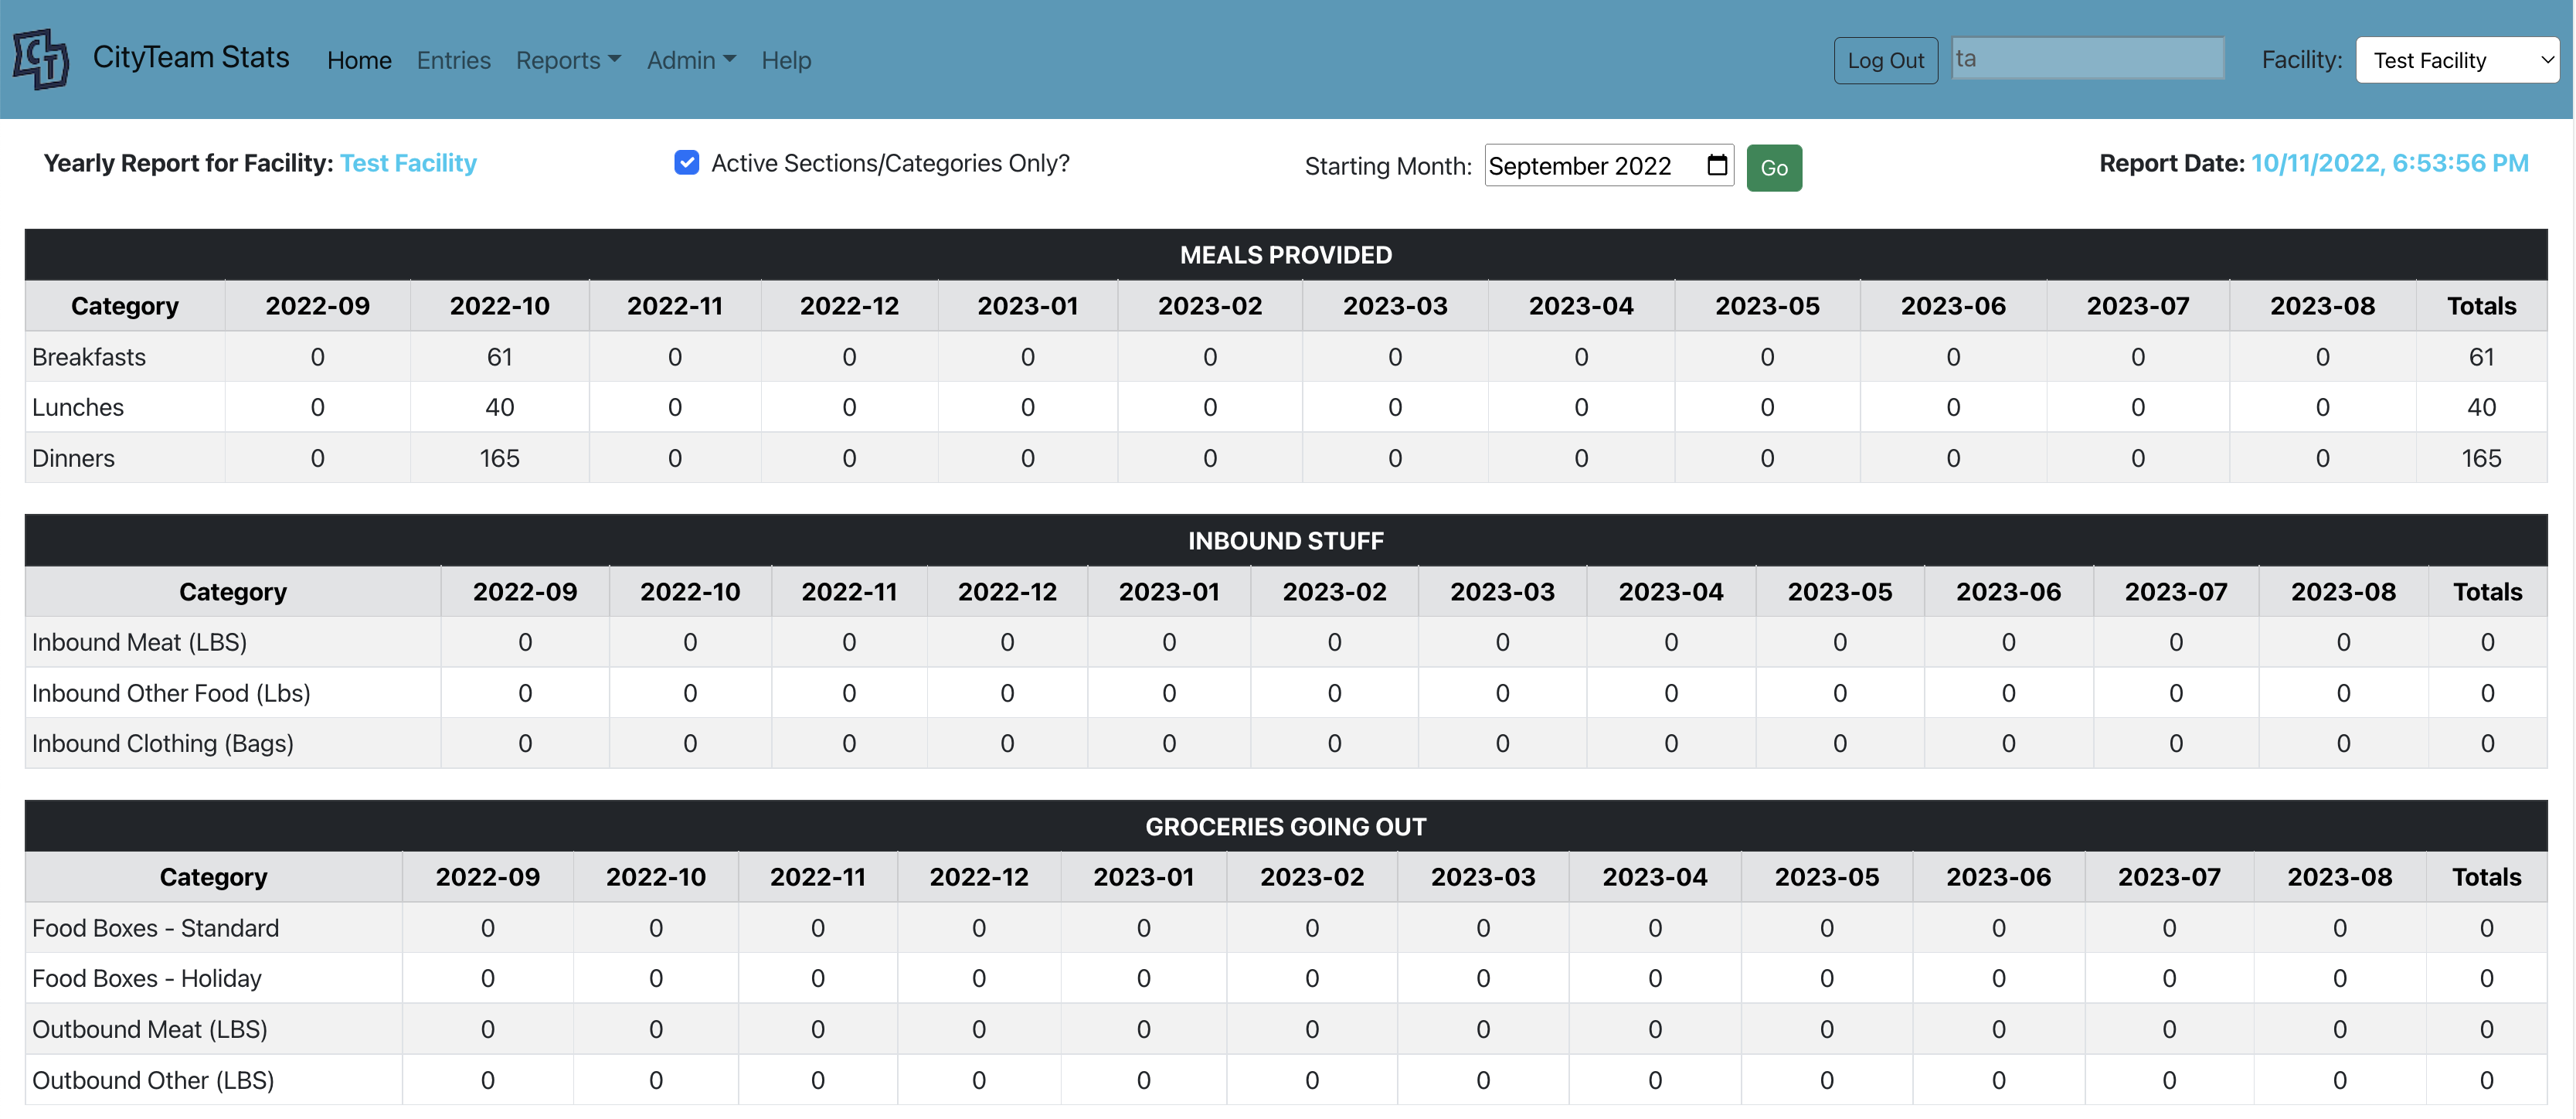 CT CityTeam Stats Home Entries Reports Admin Help Log Out ta Facility: Test Facility
Yearly Report for Facility: Test Facility Active Sections/Categories Only? Starting Month: September 2022 Go Report Date: 10/11/2022, 6:53:56 PM
MEALS PROVIDED
Category 2022-09 2022-10 2022-11 2022-12 2023-01 2023-02 2023-03 2023-04 2023-05 2023-06 2023-07 2023-08 Totals
Breakfasts 0 61 0 0 0 0 0 0 0 0 0 0 61
Lunches 0 40 0 0 0 0 0 0 0 0 0 0 40
Dinners 0 165 0 0 0 0 0 0 0 0 0 0 165
INBOUND STUFF
Category 2022-09 2022-10 2022-11 2022-12 2023-01 2023-02 2023-03 2023-04 2023-05 2023-06 2023-07 2023-08 Totals
Inbound Meat (LBS) 0 0 0 0 0 0 0 0 0 0 0 0 0
Inbound Other Food (Lbs) 0 0 0 0 0 0 0 0 0 0 0 0 0
Inbound Clothing (Bags) 0 0 0 0 0 0 0 0 0 0 0 0 0
GROCERIES GOING OUT
Category 2022-09 2022-10 2022-11 2022-12 2023-01 2023-02 2023-03 2023-04 2023-05 2023-06 2023-07 2023-08 Totals
Food Boxes - Standard 0 0 0 0 0 0 0 0 0 0 0 0 0
Food Boxes - Holiday 0 0 0 0 0 0 0 0 0 0 0 0 0
Outbound Meat (LBS) 0 0 0 0 0 0 0 0 0 0 0 0 0
Outbound Other (LBS) 0 0 0 0 0 0 0 0 0 0 0 0 0